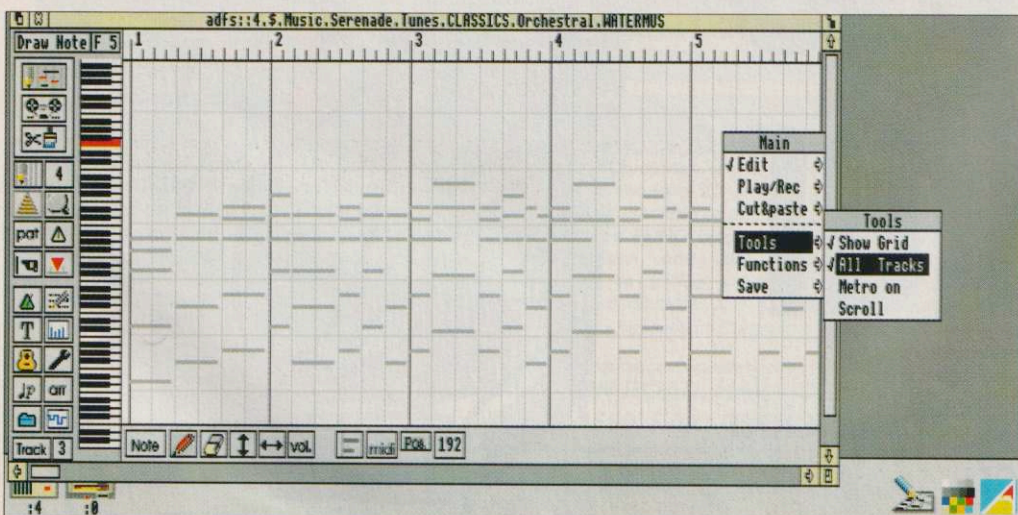 adfs::4.$.Music.Serenade.Tunes.CLASSICS.Orchestral.WATERMUS
Draw Note F 5
1 2 3 4 5
4
pat
T
arr
Track 3
Note vol. midi Pos. 192
Main
√Edit
Play/Rec
Cut&paste
Tools
Functions
Save
Tools
√Show Grid
√All Tracks
Metro on
Scroll
:4 :0